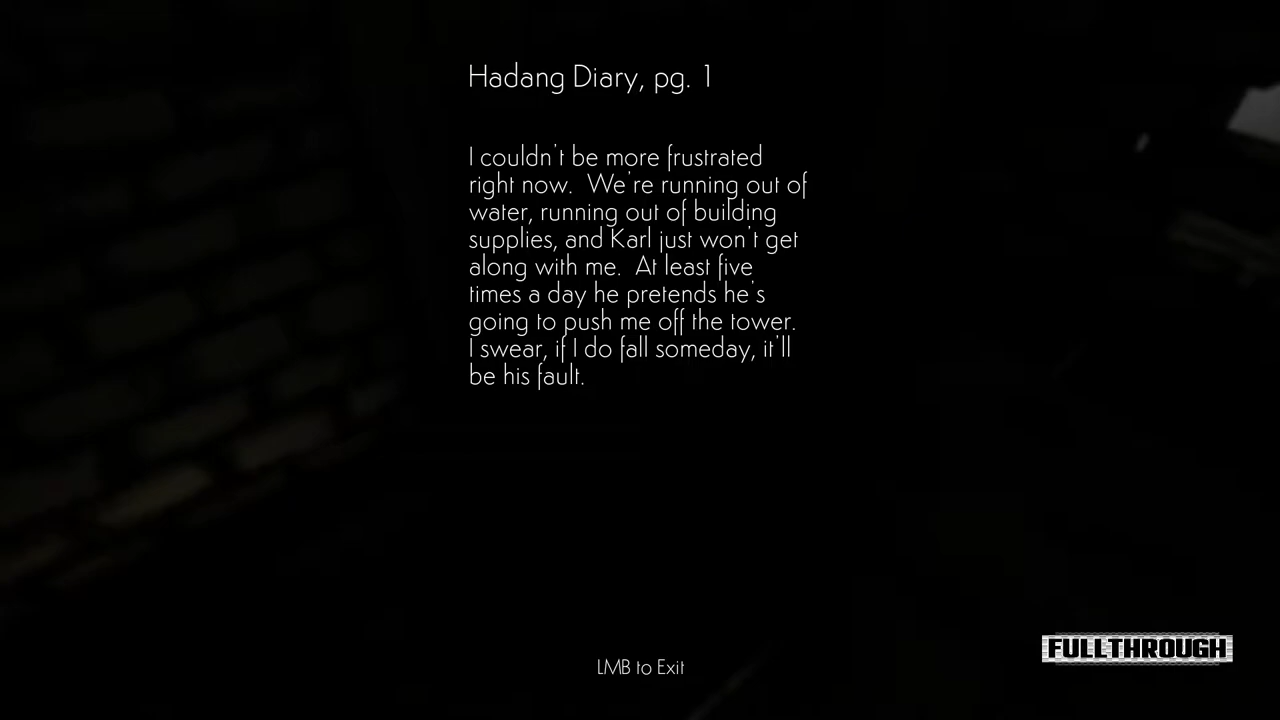 Hadang Diary, pg. 1
I couldn't be more frustrated
right now.  We're running out of
water, running out of building
supplies, and Karl just won't get
along with me.  At least five
times a day he pretends he's
going to push me off the tower.
I swear, if I do fall someday, it'll
be his fault.
FULLTHROUGH
LMB to Exit